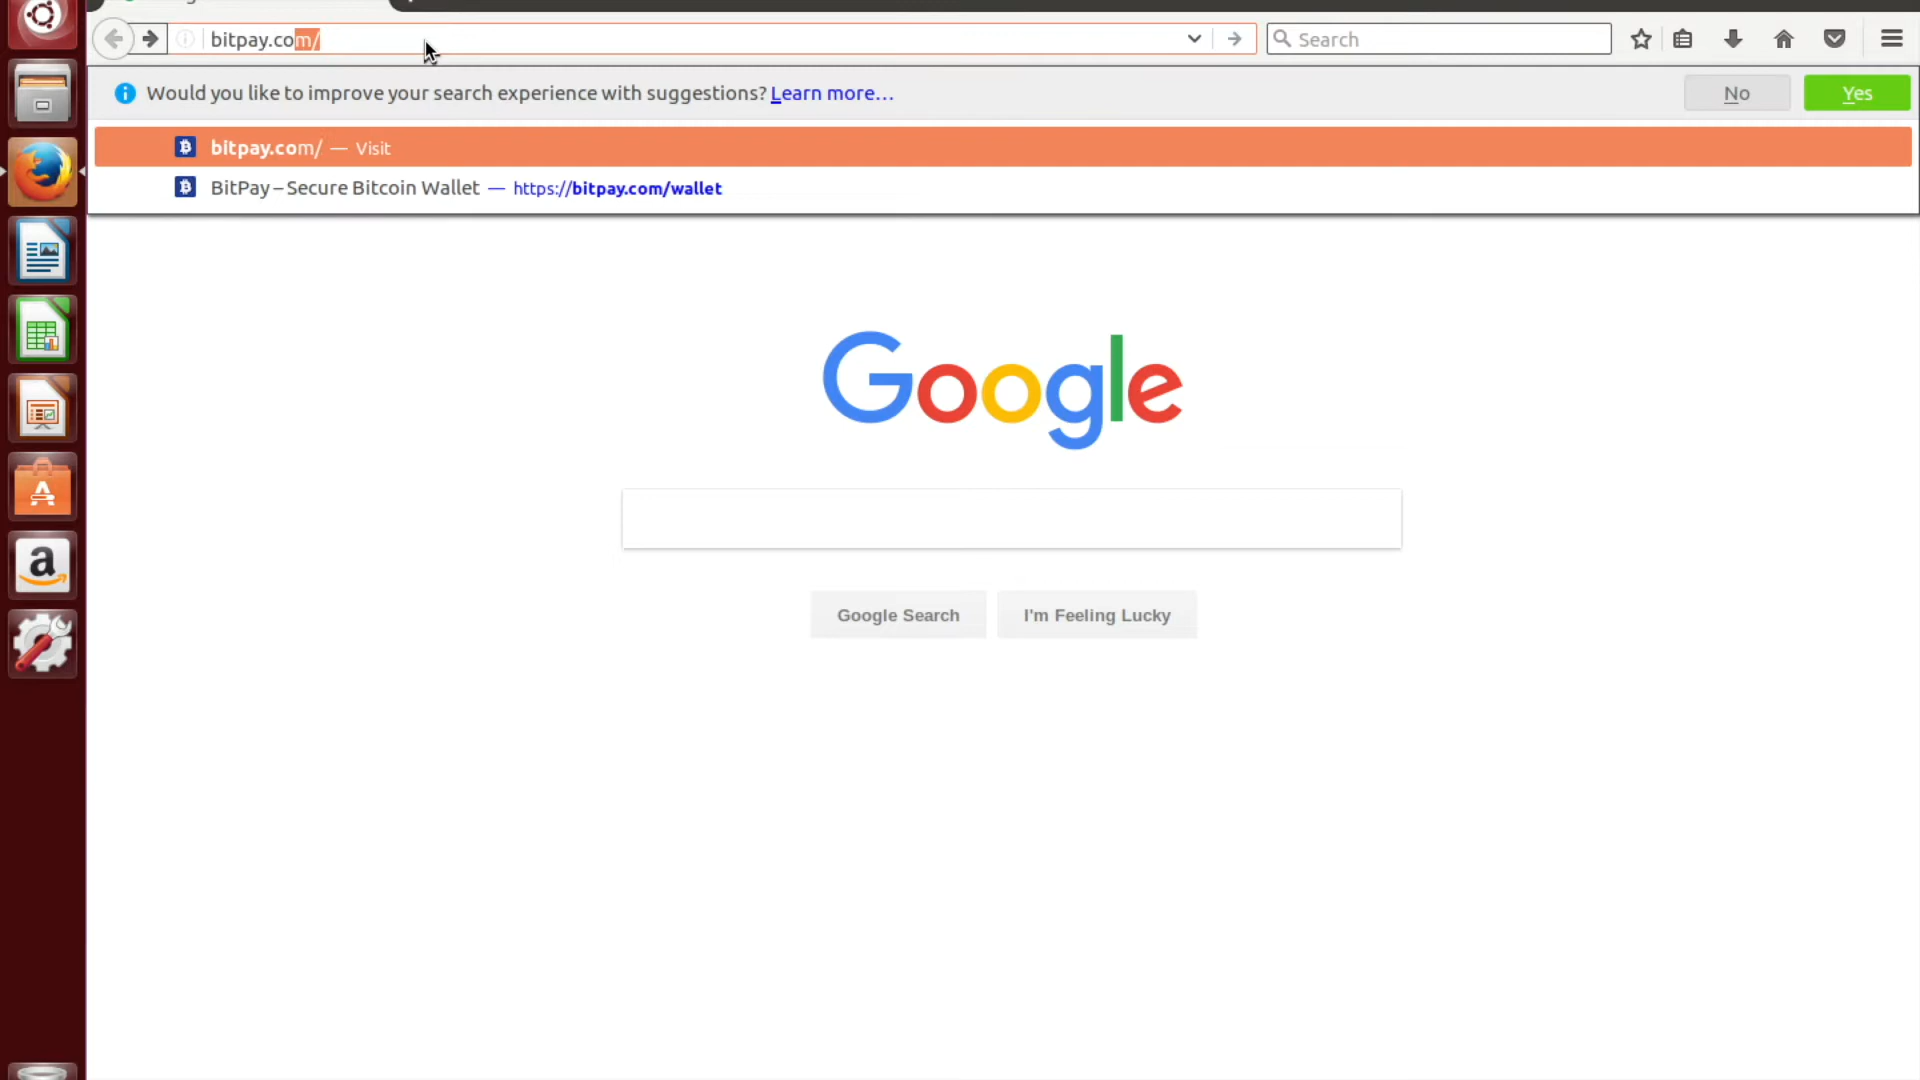 bitpay.com/
Search
Would you like to improve your search experience with suggestions? Learn more…
No
Yes
bitpay.com/ — Visit
BitPay – Secure Bitcoin Wallet — https://bitpay.com/wallet
Google
Google Search
I'm Feeling Lucky